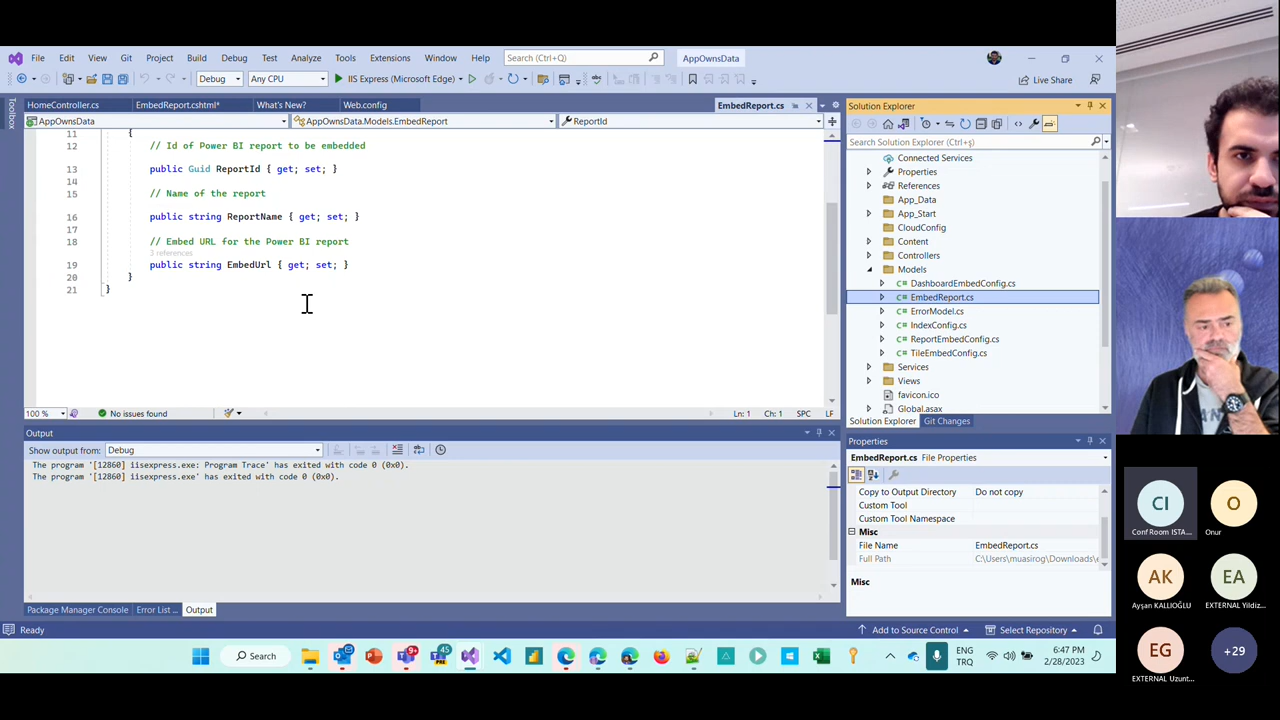 File Edit View Git Project Build Debug Test Analyze Tools Extensions Window Help Search (Ctrl+Q) AppOwnsData
Debug Any CPU IIS Express (Microsoft Edge) Live Share
HomeController.cs EmbedReport.cshtml* What's New? Web.config EmbedReport.cs
AppOwnsData AppOwnsData.Models.EmbedReport ReportId
11 {
12 // Id of Power BI report to be embedded
13 public Guid ReportId { get; set; }
14
15 // Name of the report
16 public string ReportName { get; set; }
17
18 // Embed URL for the Power BI report
3 references
19 public string EmbedUrl { get; set; }
20 }
21 }
100 % No issues found Ln: 1 Ch: 1 SPC LF
Output
Show output from: Debug
The program '[12860] iisexpress.exe: Program Trace' has exited with code 0 (0x0).
The program '[12860] iisexpress.exe' has exited with code 0 (0x0).
Package Manager Console Error List ... Output
Toolbox
Solution Explorer
Search Solution Explorer (Ctrl+ş)
Connected Services
Properties
References
App_Data
App_Start
CloudConfig
Content
Controllers
Models
C# DashboardEmbedConfig.cs
C# EmbedReport.cs
C# ErrorModel.cs
C# IndexConfig.cs
C# ReportEmbedConfig.cs
C# TileEmbedConfig.cs
Services
Views
favicon.ico
Global.asax
Solution Explorer Git Changes
Properties
EmbedReport.cs File Properties
Copy to Output Directory Do not copy
Custom Tool
Custom Tool Namespace
Misc
File Name EmbedReport.cs
Full Path C:\Users\muasirog\Downloads\
Misc
Ready Add to Source Control Select Repository
Search 9+ 45 PRE ENG TRQ 6:47 PM 2/28/2023
CI O
Conf Room ISTA... Onur
AK EA
Ayşan KALLIOĞLU EXTERNAL Yildiz...
EG +29
EXTERNAL Uzunt...